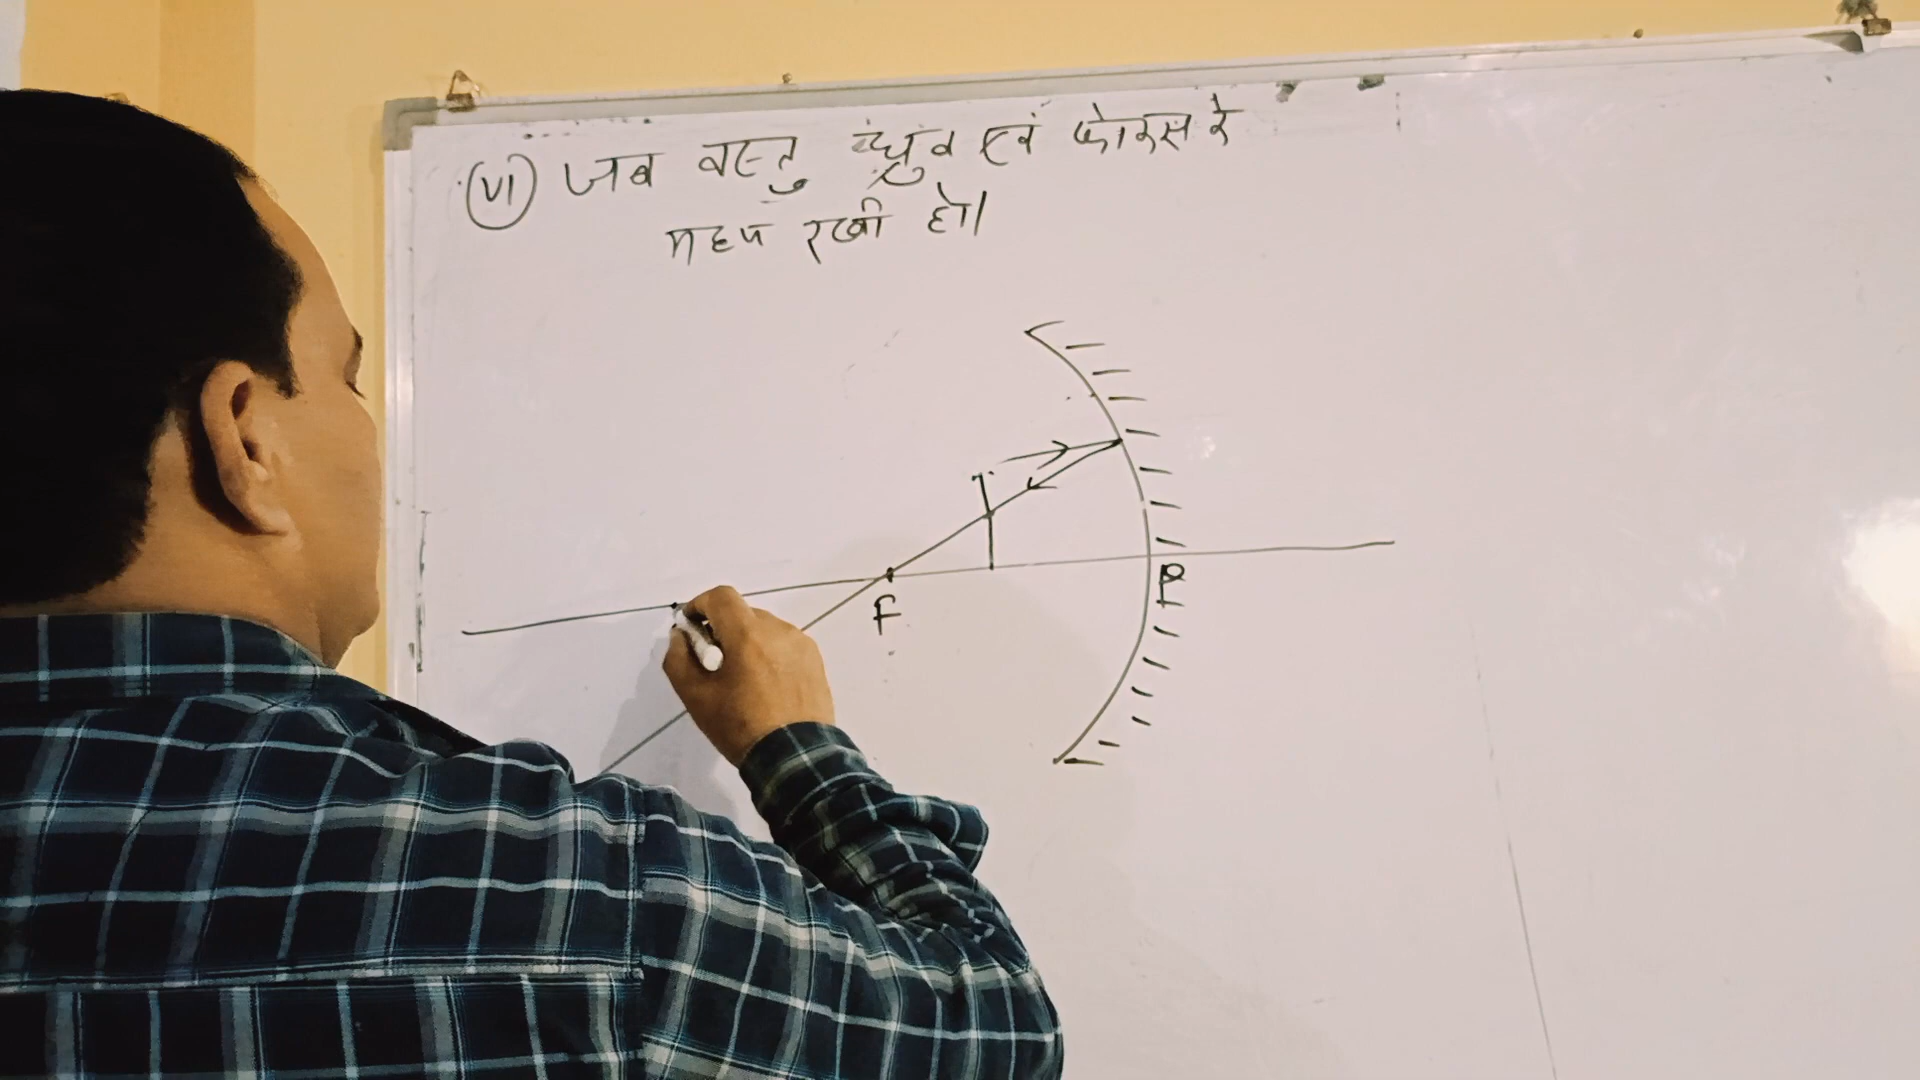 (VI) जब वस्तु ध्रुव एवं फोकस के
मध्य रखी हो।
F
P